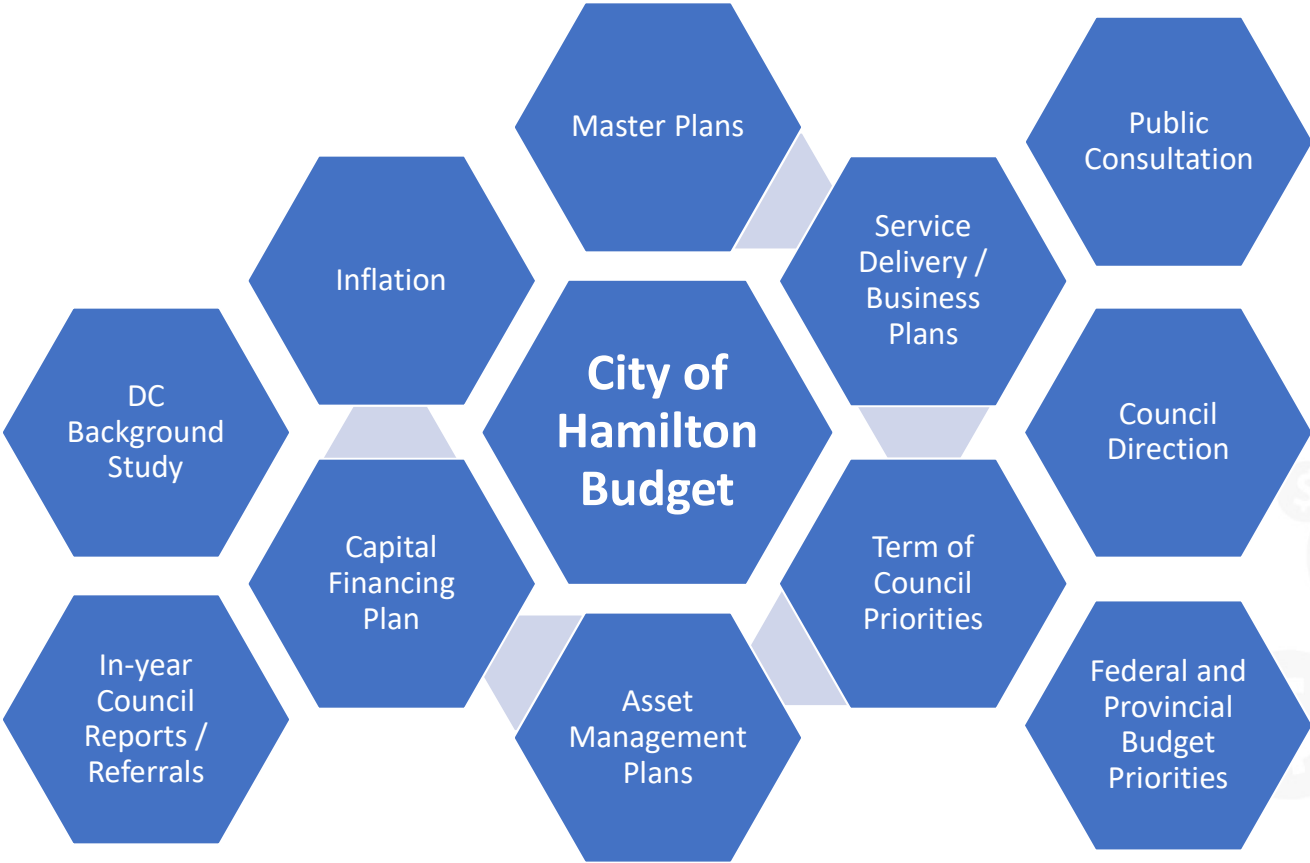 Master Plans
Public
Consultation
Service
Delivery /
Business
Plans
Inflation
City of
Hamilton
Budget
DC
Background
Study
Council
Direction
Capital
Financing
Plan
Term of
Council
Priorities
In-year
Council
Reports /
Referrals
Asset
Management
Plans
Federal and
Provincial
Budget
Priorities